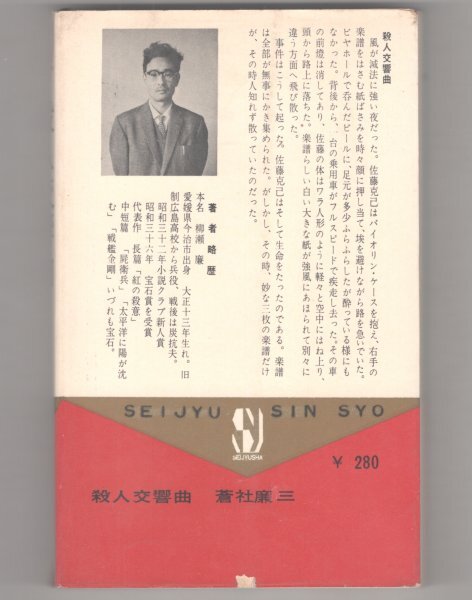 殺人交響曲
風が滅法に強い夜だった。佐藤克己はバイオリン・ケースを抱え、右手の
楽譜をはさむ紙ばさみを時々顔に押し当て、埃を避けながら路を急いでいた。
ビヤホールで呑んだビールに、足元が多少ふらふらしたが酔っている様にも
なかった。背後から、一台の乗用車がフルスピードで疾走し去った。その車
の前燈は消してあり、佐藤の体はワラ人形のように軽々と空中にはね上り、
頭から路上に落ちた。楽譜らしい白い大きな紙が強風にあほられて別々に
違う方面へ飛び散った。
事件はこうして起った。佐藤克己はそして生命をたったのである。楽譜
は全部が無事にかき集められた。がしかし、その時、妙な三枚の楽譜だけ
が、その時人知れず散っていたのだった。
著者略歴
本名 柳瀬 廉
愛媛県今治市出身 大正十三年生れ。旧
制広島高校から兵役、戦後は炭抗夫。
昭和三十二年小説クラブ新人賞
昭和三十六年 宝石賞を受賞
代表作 長篇「紅の殺意」
中短篇「屍衛兵」「太平洋に陽が沈
む」「戦艦金剛」いづれも宝石。
SEIJYU SIN SYO
SEIJYUSHA
¥ 280
殺人交響曲 蒼社廉三